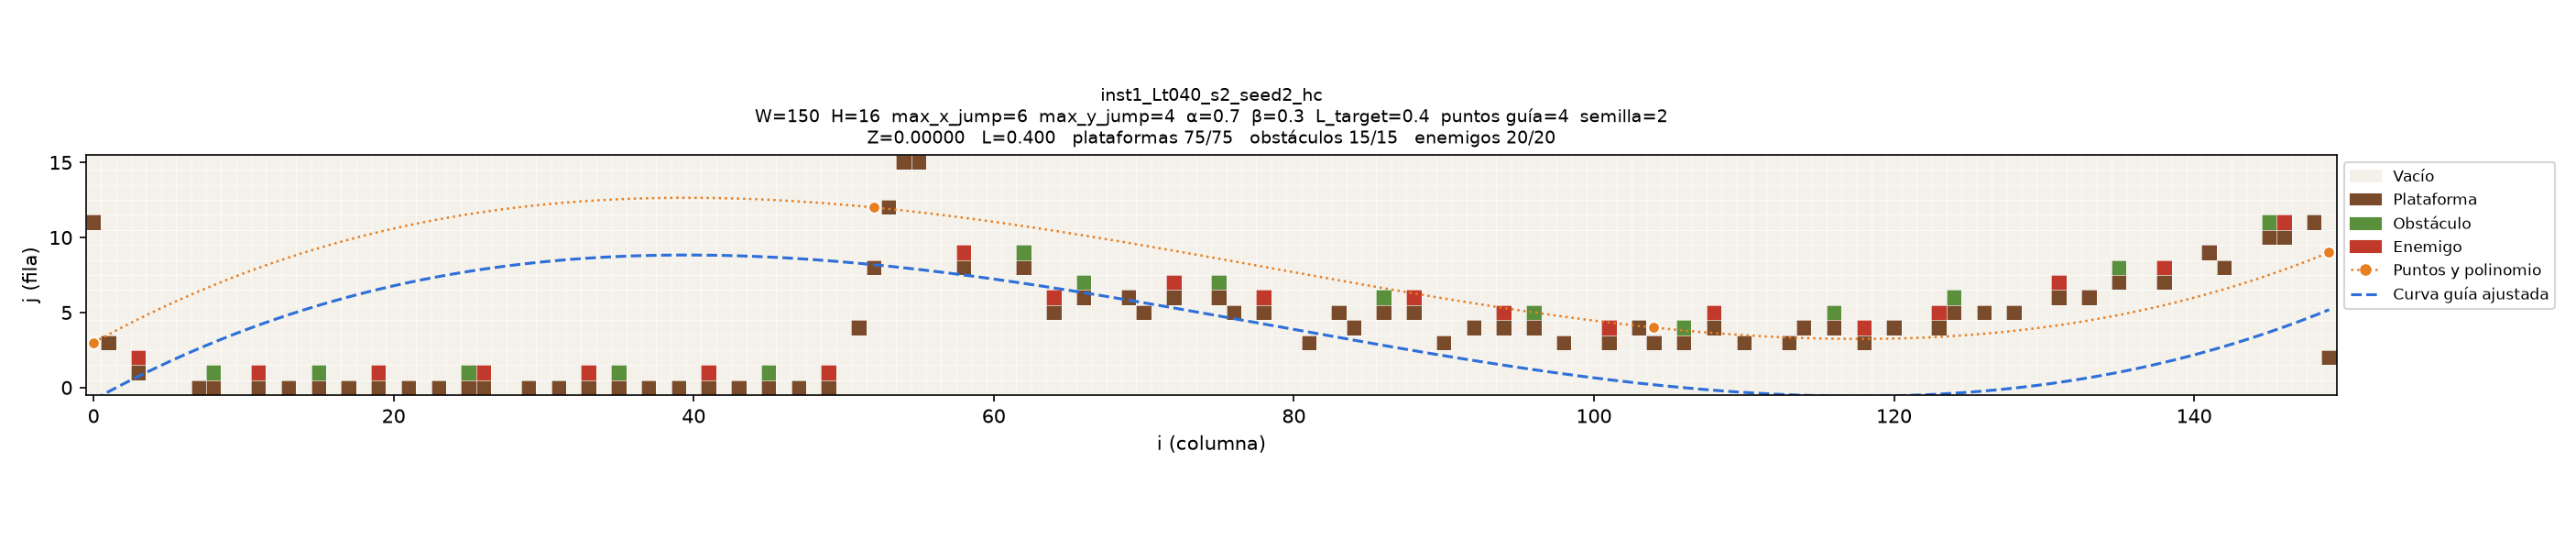 inst1_Lt040_s2_seed2_hc
W=150 H=16 max_x_jump=6 max_y_jump=4 α=0.7 β=0.3 L_target=0.4 puntos guía=4 semilla=2
Z=0.00000 L=0.400 plataformas 75/75 obstáculos 15/15 enemigos 20/20
15
10
5
0
j (fila)
0 20 40 60 80 100 120 140
i (columna)
Vacío
Plataforma
Obstáculo
Enemigo
Puntos y polinomio
Curva guía ajustada